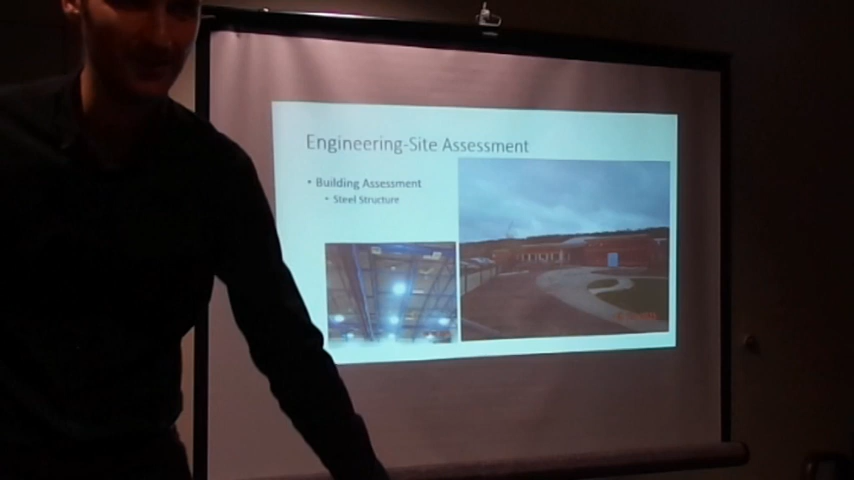 Engineering-Site Assessment
• Building Assessment
• Steel Structure